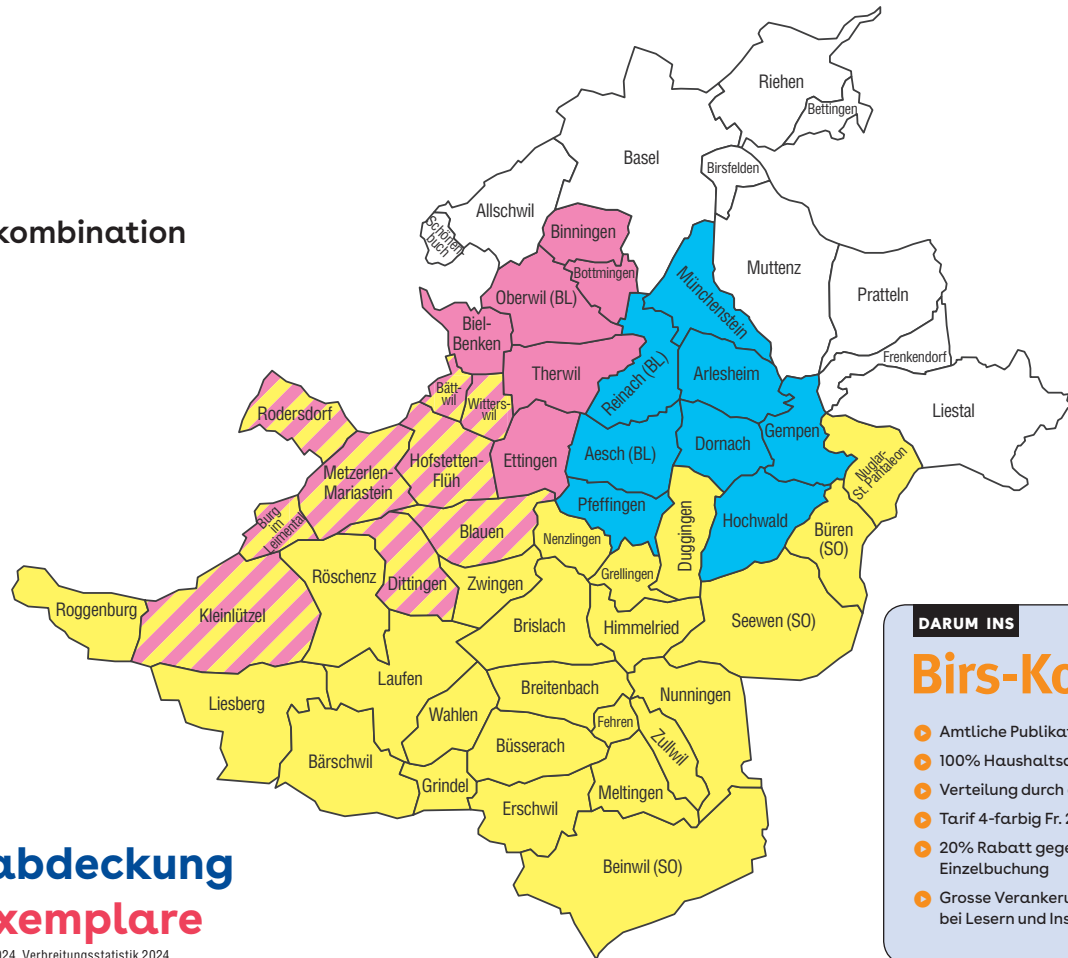 Riehen
Bettingen
Basel
Birsfelden
Allschwil
Schönen-
buch
kombination
Binningen
Bottmingen
Muttenz
Münchenstein
Oberwil (BL)
Pratteln
Biel-
Benken
Frenkendorf
Therwil
Reinach (BL)
Arlesheim
Bätt-
wil
Witters-
wil
Liestal
Rodersdorf
Gempen
Dornach
Aesch (BL)
Ettingen
Hofstetten-
Flüh
Metzerlen-
Mariastein
Nuglar-
St. Pantaleon
Pfeffingen
Hochwald
Duggingen
Büren
(SO)
Burg
im
Leimental
Blauen
Nenzlingen
Grellingen
Röschenz
Dittingen
Zwingen
Roggenburg
Kleinlützel
Brislach
Himmelried
Seewen (SO)
Laufen
Breitenbach
Nunningen
Liesberg
Wahlen
Fehren
Zullwil
Büsserach
Bärschwil
Grindel
Meltingen
Erschwil
Beinwil (SO)
abdeckung
xemplare
024, Verbreitungsstatistik 2024
DARUM INS
Birs-Ko
Amtliche Publika
100% Haushaltsa
Verteilung durch
Tarif 4-farbig Fr. 2
20% Rabatt gege
Einzelbuchung
Grosse Verankeru
bei Lesern und Ins